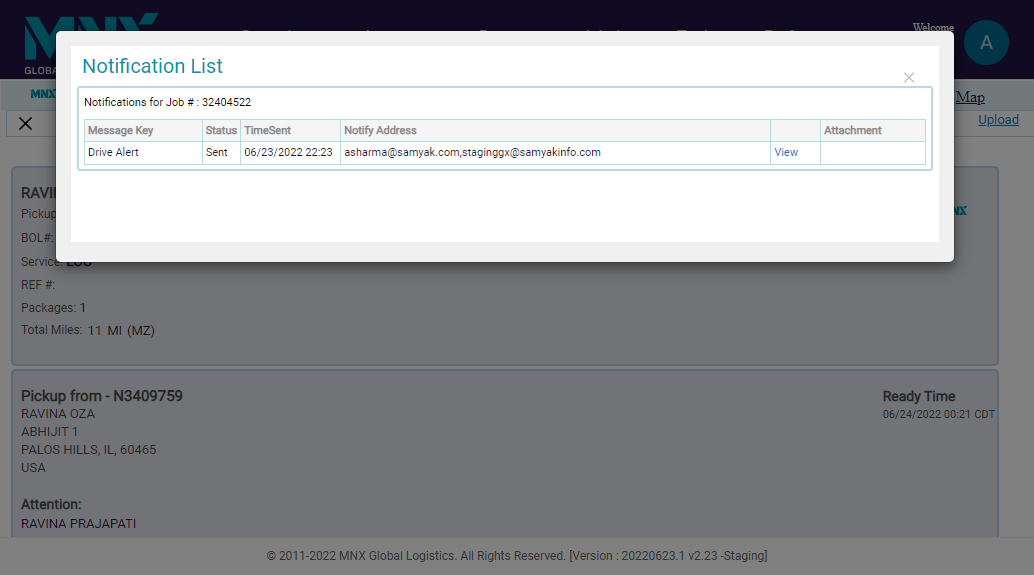 MNX
GLOBAL
Welcome
A
Notification List
Notifications for Job # : 32404522
Message Key Status TimeSent Notify Address Attachment
Drive Alert Sent 06/23/2022 22:23 asharma@samyak.com,staginggx@samyakinfo.com View
MNX
Map
Upload
Pickup
BOL#:
Service:
REF #:
Packages: 1
Total Miles: 11 MI (MZ)
Pickup from - N3409759
Ready Time
RAVINA OZA
06/24/2022 00:21 CDT
ABHIJIT 1
PALOS HILLS, IL, 60465
USA
Attention:
RAVINA PRAJAPATI
© 2011-2022 MNX Global Logistics. All Rights Reserved. [Version : 20220623.1 v2.23 -Staging]